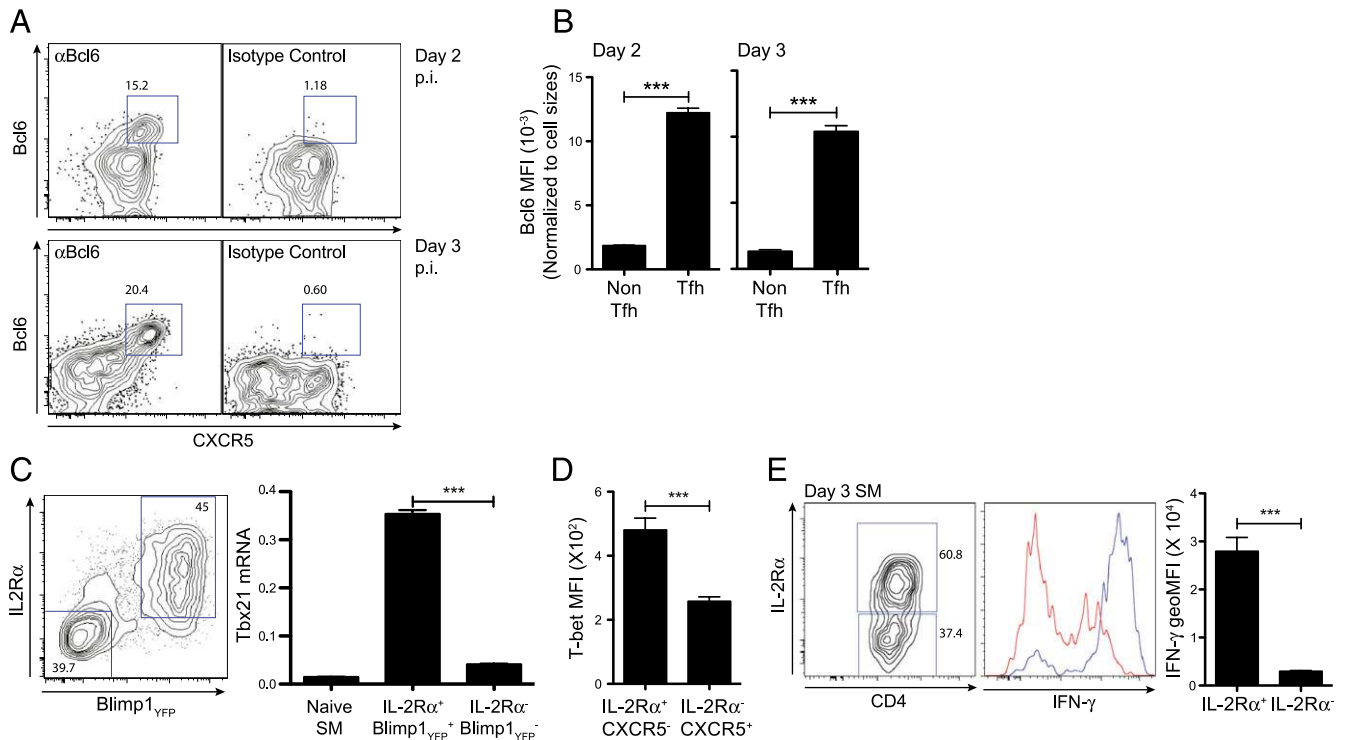 A
αBcl6
Isotype Control
Day 2
p.i.
15.2
1.18
Bcl6
αBcl6
Isotype Control
Day 3
p.i.
20.4
0.60
Bcl6
CXCR5
B
Day 2
Day 3
Bcl6 MFI (10-3)
(Normalized to cell sizes)
15
10
5
0
***
***
Non
Tfh
Tfh
Non
Tfh
Tfh
C
IL2Rα
45
39.7
Blimp1YFP
Tbx21 mRNA
0.4
0.3
0.2
0.1
0.0
***
Naive
SM
IL-2Rα+
Blimp1YFP+
IL-2Rα-
Blimp1YFP-
D
T-bet MFI (X102)
6
4
2
0
***
IL-2Rα+
CXCR5-
IL-2Rα-
CXCR5+
E
Day 3 SM
IL-2Rα
60.8
37.4
CD4
IFN-γ
IFN-γ geoMFI (X 104)
4
3
2
1
0
***
IL-2Rα+
IL-2Rα-